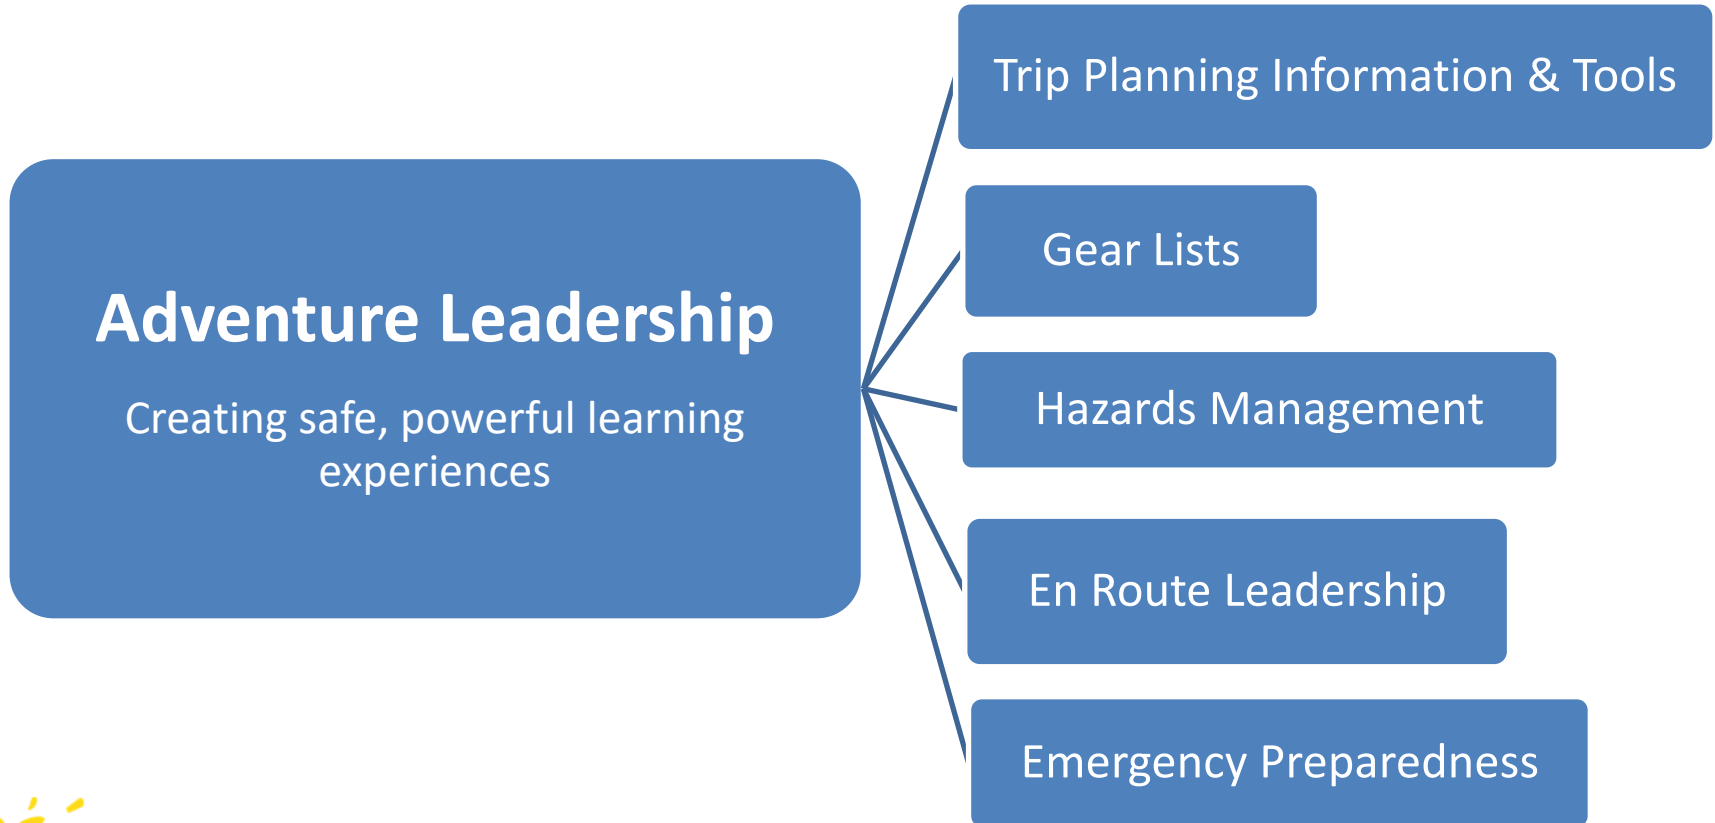 Adventure Leadership
Creating safe, powerful learning
experiences
Trip Planning Information & Tools
Gear Lists
Hazards Management
En Route Leadership
Emergency Preparedness